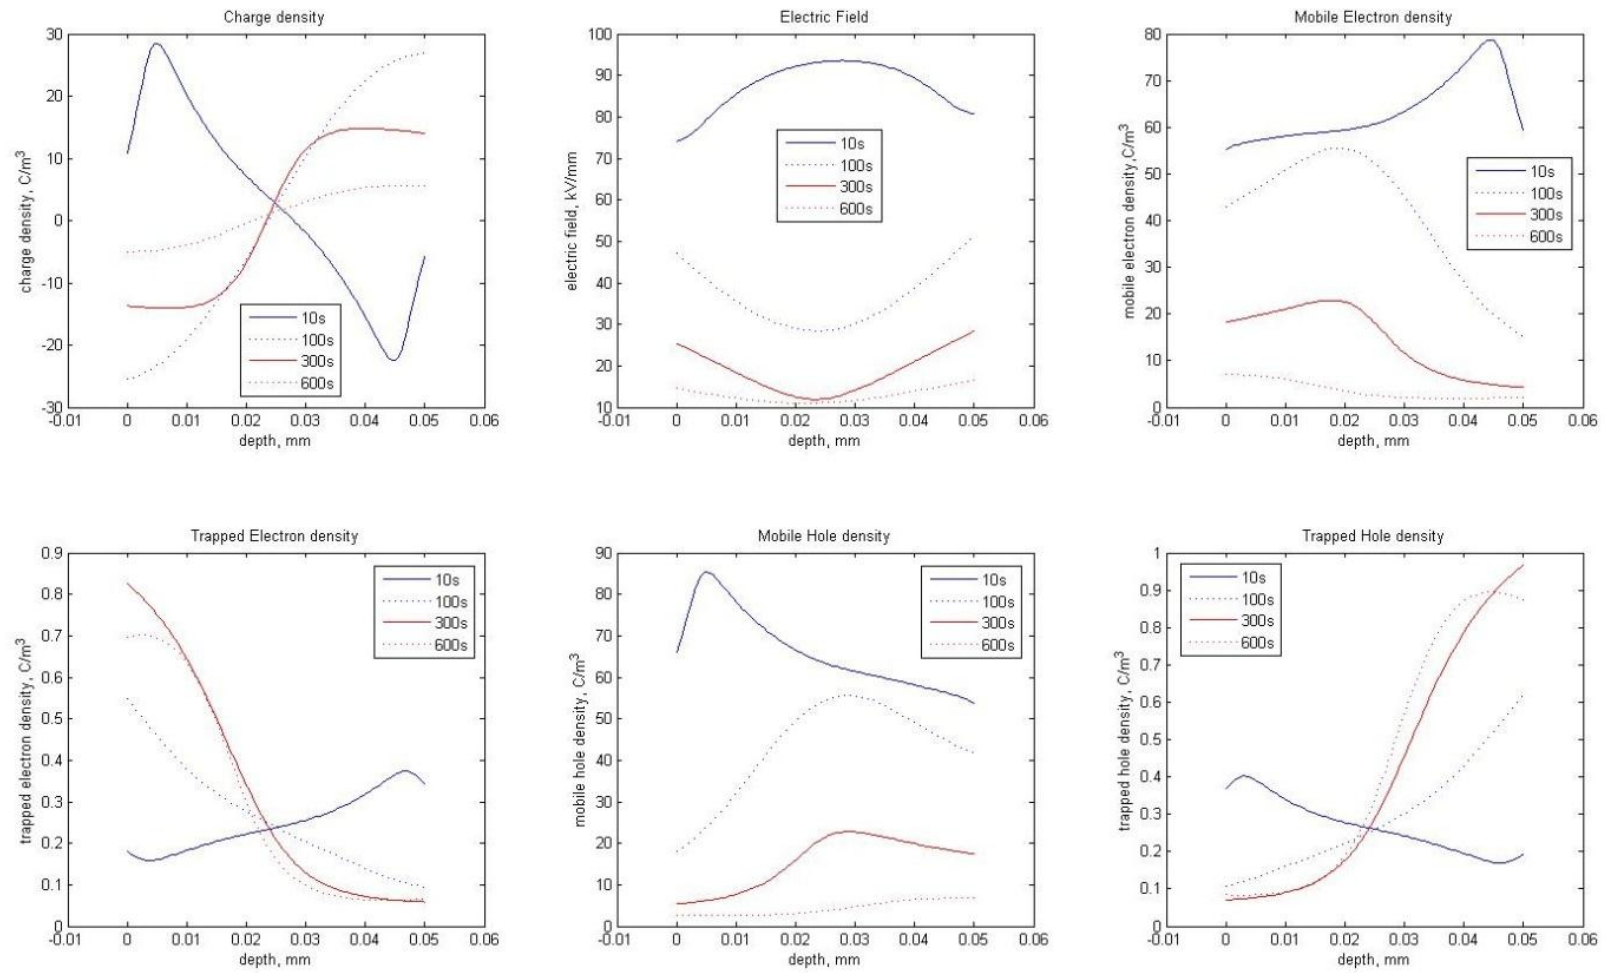 Charge density
30
20
10
0
-10
-20
-30
-0.01 0 0.01 0.02 0.03 0.04 0.05 0.06
charge density, C/m³
depth, mm
10s
100s
300s
600s
Electric Field
100
90
80
70
60
50
40
30
20
10
-0.01 0 0.01 0.02 0.03 0.04 0.05 0.06
electric field, kV/mm
depth, mm
10s
100s
300s
600s
Mobile Electron density
80
70
60
50
40
30
20
10
0
-0.01 0 0.01 0.02 0.03 0.04 0.05 0.06
mobile electron density,C/m³
depth, mm
10s
100s
300s
600s
Trapped Electron density
0.9
0.8
0.7
0.6
0.5
0.4
0.3
0.2
0.1
0
-0.01 0 0.01 0.02 0.03 0.04 0.05 0.06
trapped electron density, C/m³
depth, mm
10s
100s
300s
600s
Mobile Hole density
90
80
70
60
50
40
30
20
10
0
-0.01 0 0.01 0.02 0.03 0.04 0.05 0.06
mobile hole density, C/m³
depth, mm
10s
100s
300s
600s
Trapped Hole density
1
0.9
0.8
0.7
0.6
0.5
0.4
0.3
0.2
0.1
0
-0.01 0 0.01 0.02 0.03 0.04 0.05 0.06
trapped hole density, C/m³
depth, mm
10s
100s
300s
600s